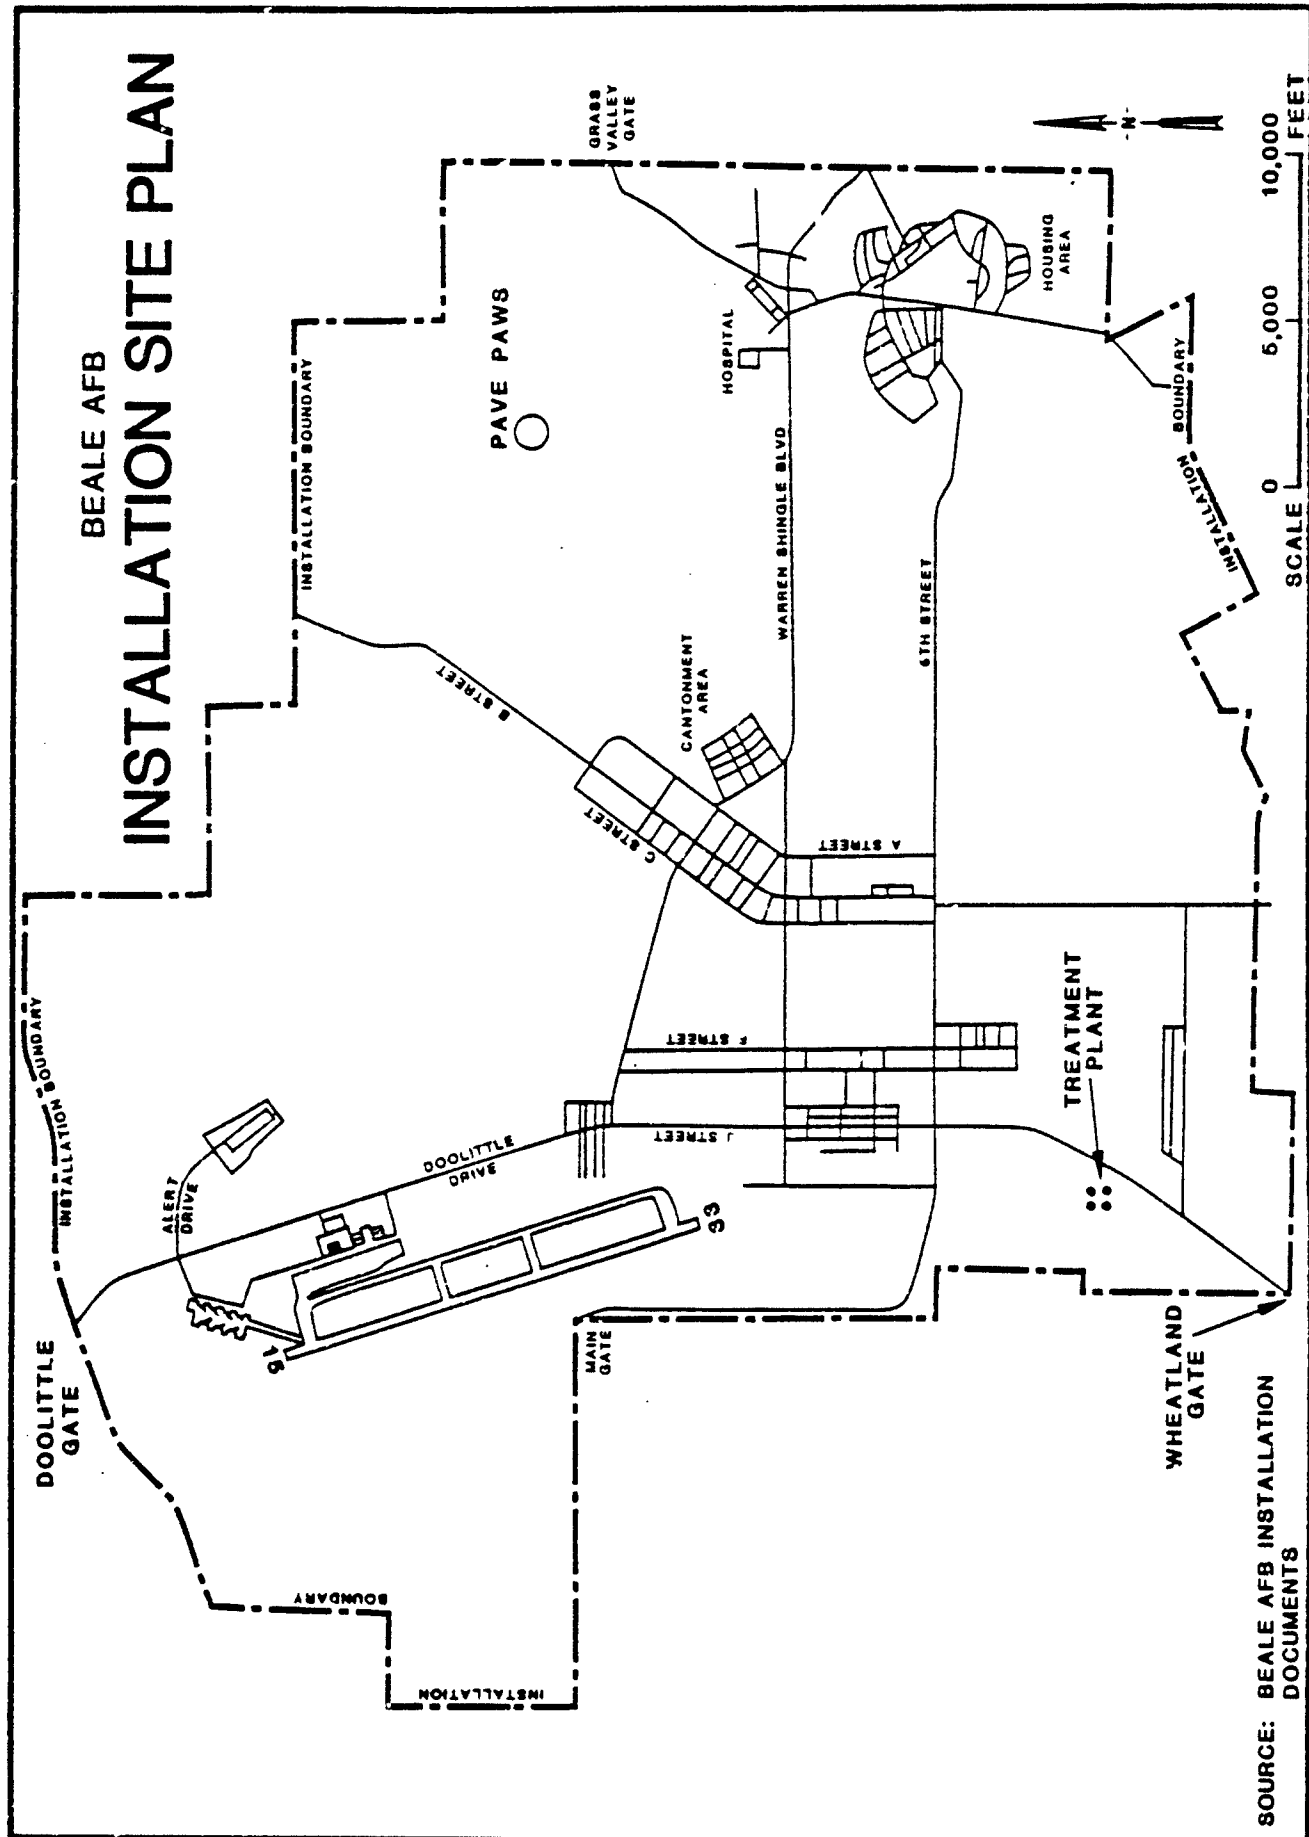 BEALE AFB
INSTALLATION SITE PLAN
DOOLITTLE
GATE
INSTALLATION BOUNDARY
ALERT
DRIVE
INSTALLATION BOUNDARY
GRASS
VALLEY
GATE
PAVE PAWS
B STREET
DOOLITTLE
DRIVE
15
33
BOUNDARY
INSTALLATION
MAIN
GATE
C STREET
CANTONMENT
AREA
HOSPITAL
WARREN SHINGLE BLVD
J STREET
F STREET
A STREET
6TH STREET
HOUSING
AREA
TREATMENT
PLANT
WHEATLAND
GATE
INSTALLATION
BOUNDARY
-N-
SCALE
0
5,000
10,000
FEET
SOURCE: BEALE AFB INSTALLATION
DOCUMENTS